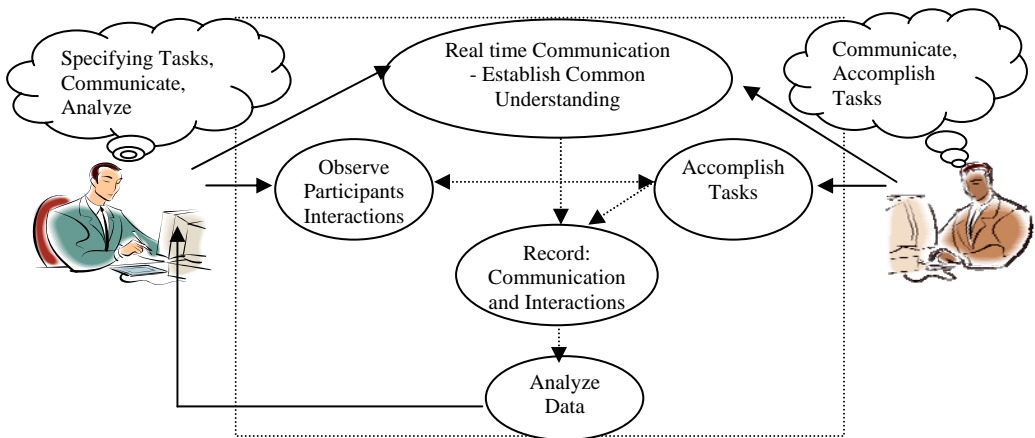 Specifying Tasks,
Communicate,
Analyze
Real time Communication
- Establish Common
Understanding
Communicate,
Accomplish
Tasks
Observe
Participants
Interactions
Accomplish
Tasks
Record:
Communication
and Interactions
Analyze
Data